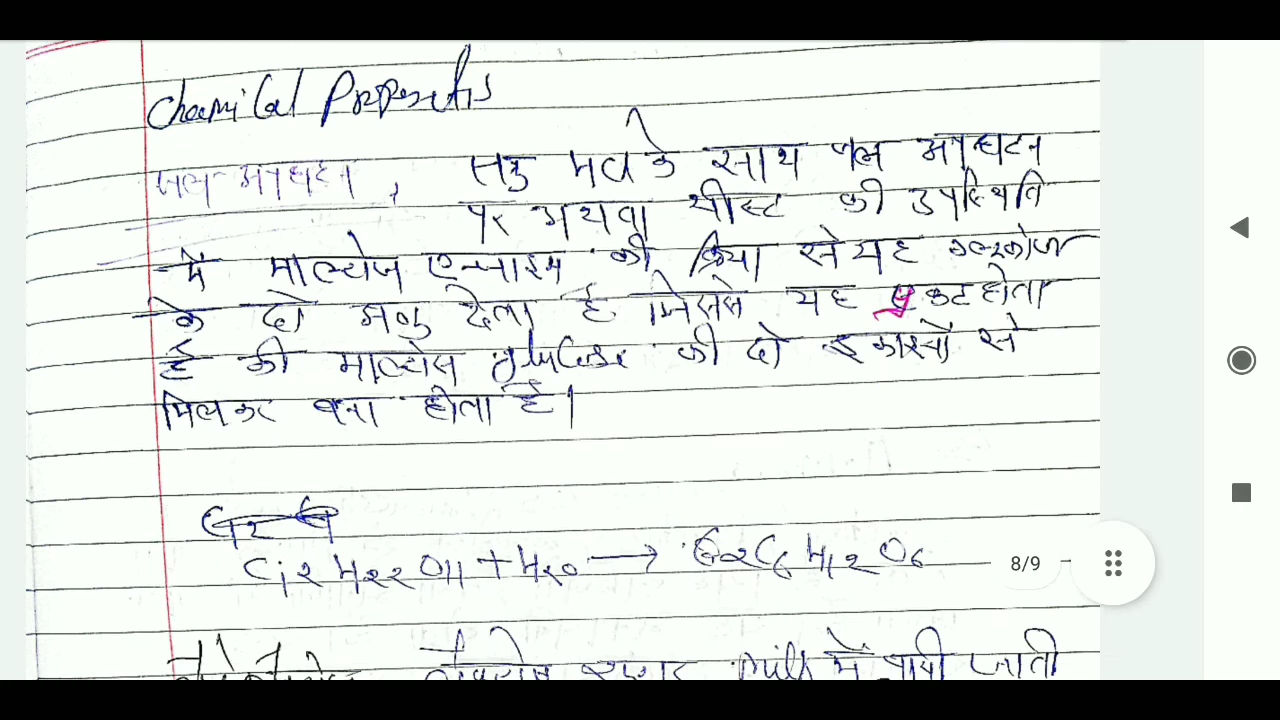 Chemical Properties
जल अपघटन, तनु अम्ल के साथ जल अपघटन
पर अथवा यीस्ट की उपस्थिति
में माल्टोज एन्जाइम की क्रिया से यह ग्लूकोज
के दो अणु देता है जिससे यह प्रकट होता
है की माल्टोस glucose की दो इकाइयों से
मिलकर बना होता है।
C12H22O11 + H2O → 2C6H12O6
8/9
milk में पायी जाती